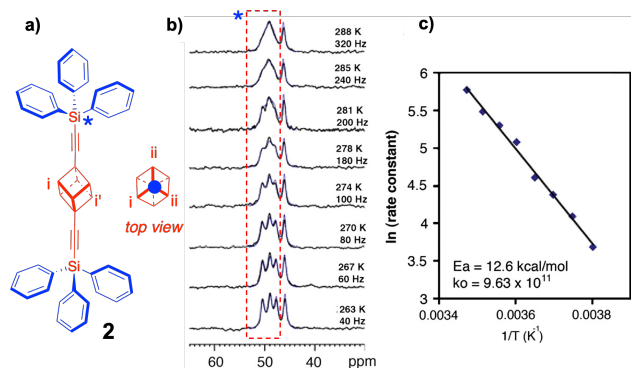 a)
Si
*
i
i'
Si
2
ii
i
ii
top view
b)
*
288 K
320 Hz
285 K
240 Hz
281 K
200 Hz
278 K
180 Hz
274 K
100 Hz
270 K
80 Hz
267 K
60 Hz
263 K
40 Hz
60 50 40 ppm
c)
ln (rate constant)
6
5.5
5
4.5
4
3.5
3
Ea = 12.6 kcal/mol
ko = 9.63 x 10¹¹
0.0034 0.0036 0.0038
1/T (K⁻¹)